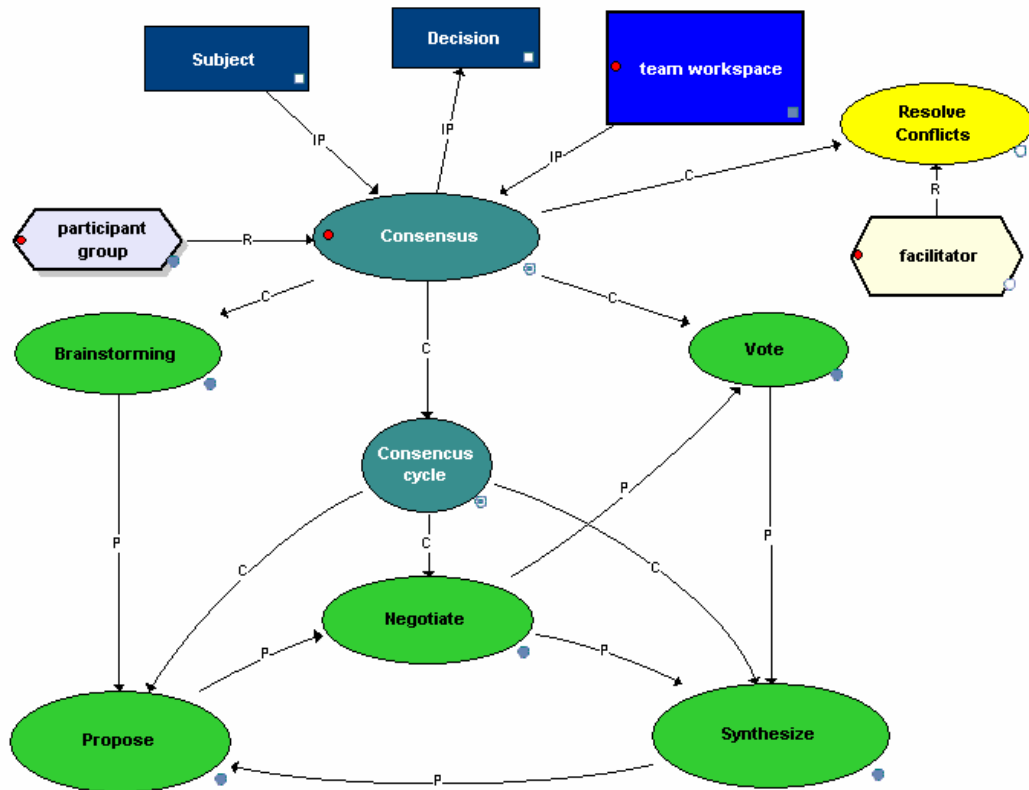 Subject
Decision
team workspace
Resolve
Conflicts
IP
IP
IP
C
R
participant
group
R
Consensus
facilitator
C
C
C
Brainstorming
Vote
Consencus
cycle
P
P
P
C
C
C
Negotiate
P
P
Propose
Synthesize
P